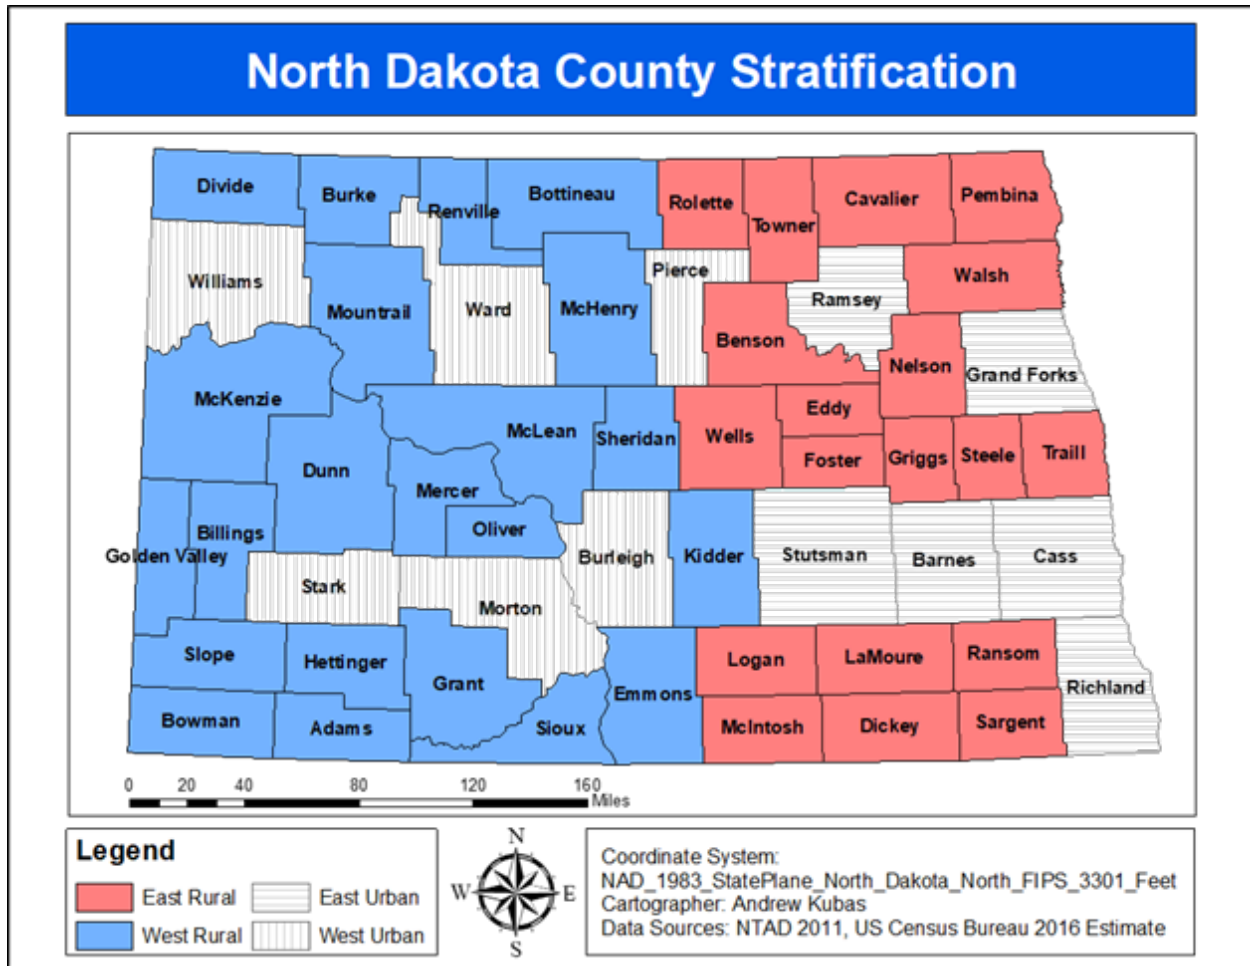 North Dakota County Stratification
Divide
Burke
Renville
Bottineau
Rolette
Towner
Cavalier
Pembina
Williams
Mountrail
Ward
McHenry
Pierce
Benson
Ramsey
Walsh
Nelson
Grand Forks
McKenzie
Dunn
McLean
Sheridan
Wells
Eddy
Foster
Griggs
Steele
Traill
Mercer
Oliver
Golden Valley
Billings
Stark
Morton
Burleigh
Kidder
Stutsman
Barnes
Cass
Slope
Hettinger
Grant
Emmons
Logan
LaMoure
Ransom
Richland
Bowman
Adams
Sioux
McIntosh
Dickey
Sargent
0 20 40 80 120 160
Miles
Legend
East Rural
East Urban
West Rural
West Urban
N
W E
S
Coordinate System:
NAD_1983_StatePlane_North_Dakota_North_FIPS_3301_Feet
Cartographer: Andrew Kubas
Data Sources: NTAD 2011, US Census Bureau 2016 Estimate